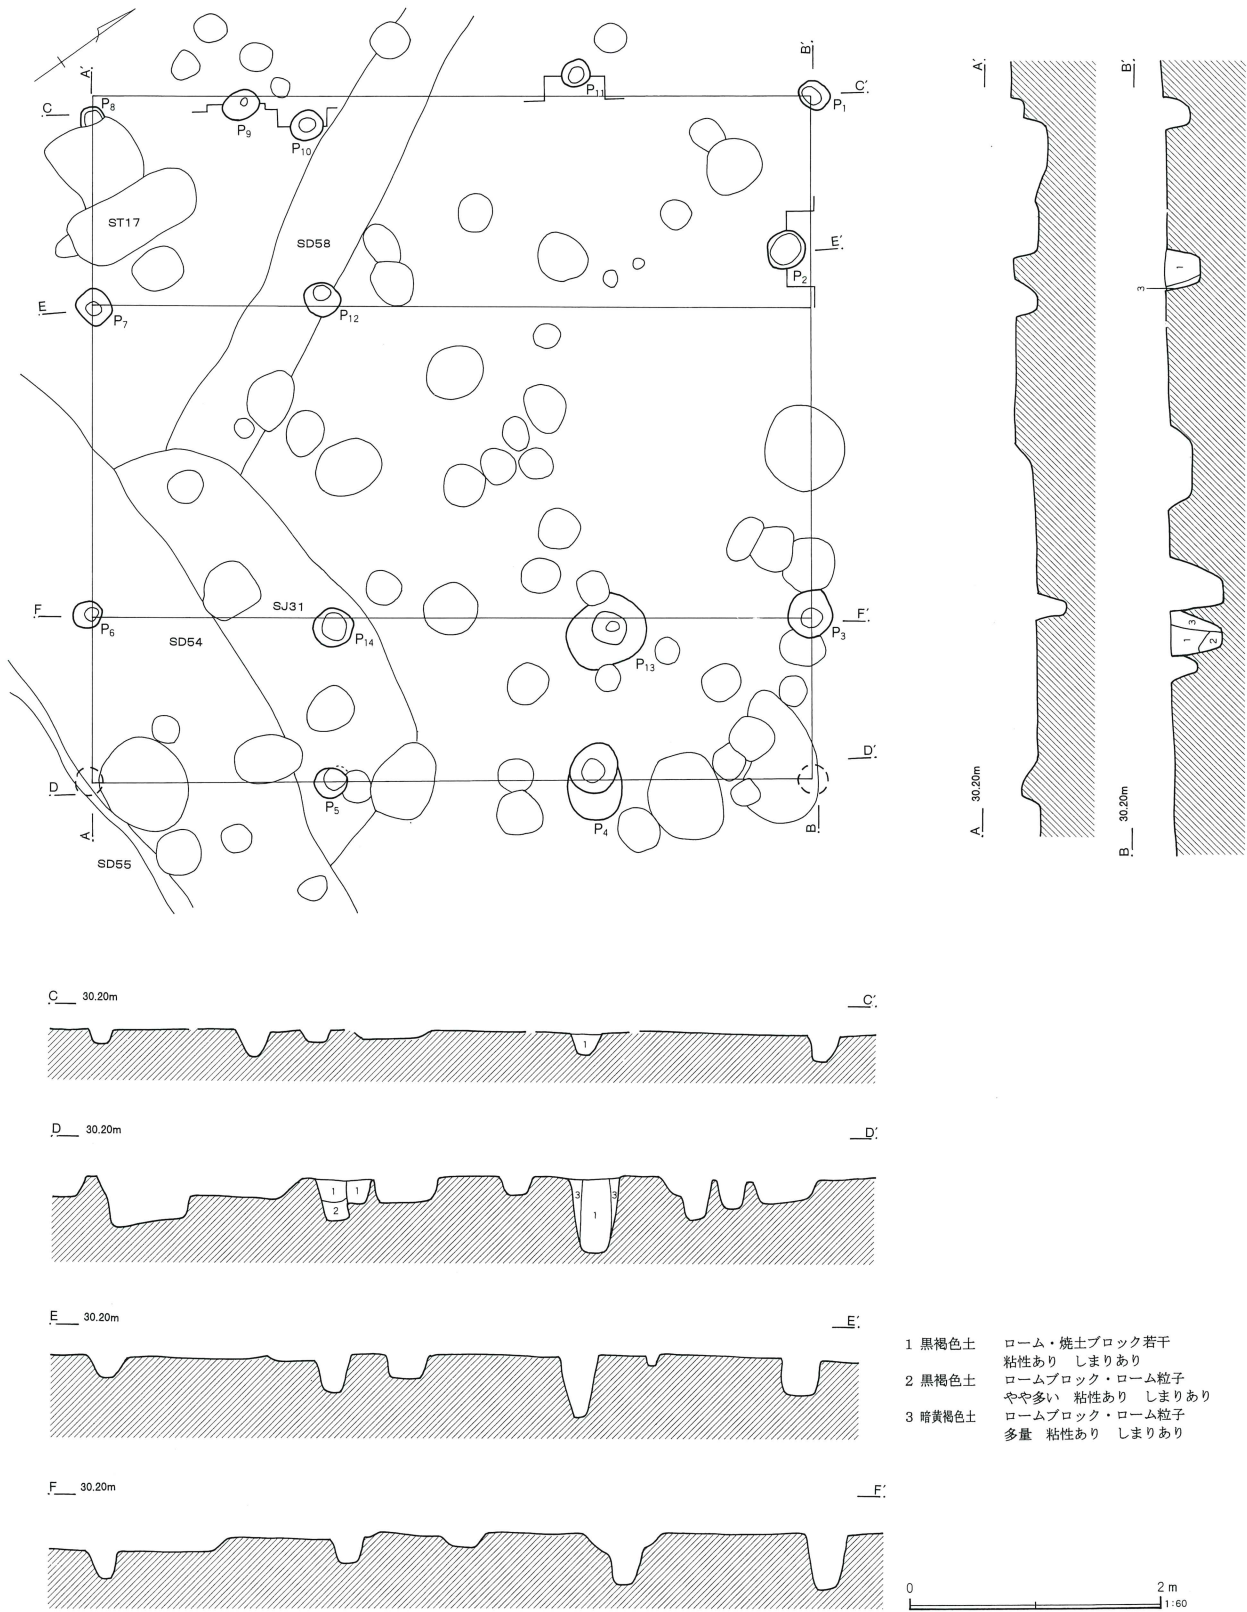 A′
B′
C
C′
P8
P9
P10
P11
P1
ST17
SD58
E′
P2
E
P7
P12
F
F′
P6
SJ31
SD54
P14
P13
P3
D
D′
P5
P4
A
B
SD55
A′
B′
1
3
3
1
2
A 30.20m
B 30.20m
C 30.20m
C′
1
D 30.20m
D′
1 1
2
3 1 3
E 30.20m
E′
F 30.20m
F′
1 黒褐色土 ローム・焼土ブロック若干
粘性あり しまりあり
2 黒褐色土 ロームブロック・ローム粒子
やや多い 粘性あり しまりあり
3 暗黄褐色土 ロームブロック・ローム粒子
多量 粘性あり しまりあり
0 2m
1:60